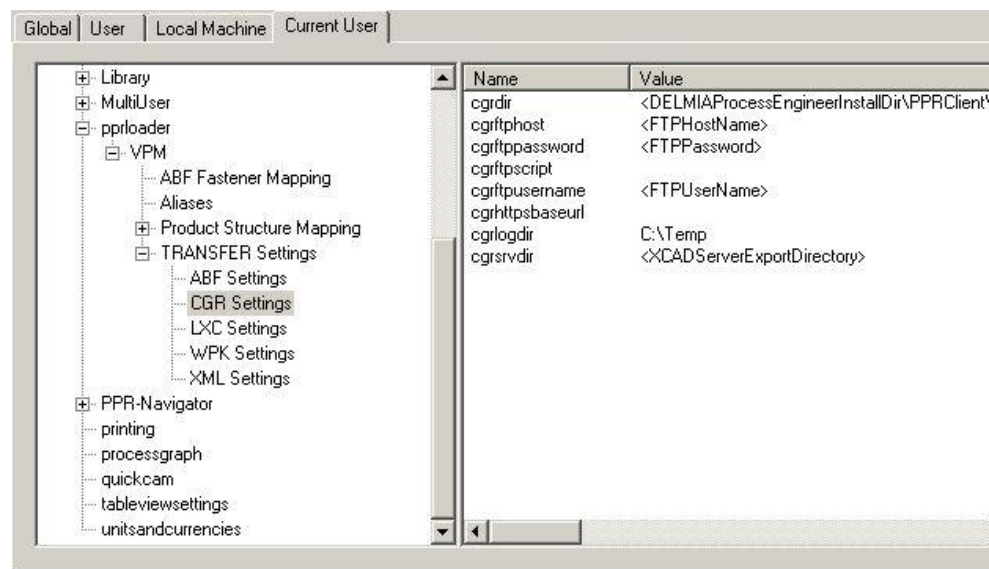 Global User Local Machine Current User
Library
MultiUser
pprloader
VPM
ABF Fastener Mapping
Aliases
Product Structure Mapping
TRANSFER Settings
ABF Settings
CGR Settings
LXC Settings
WPK Settings
XML Settings
PPR-Navigator
printing
processgraph
quickcam
tableviewsettings
unitsandcurrencies
Name Value
cgrdir <DELMIAProcessEngineerInstallDir\PPRClient\
cgrftphost <FTPHostName>
cgrftppassword <FTPPassword>
cgrftpscript
cgrftpusername <FTPUserName>
cgrhttpsbaseurl
cgrlogdir C:\Temp
cgrsrvdir <XCADServerExportDirectory>